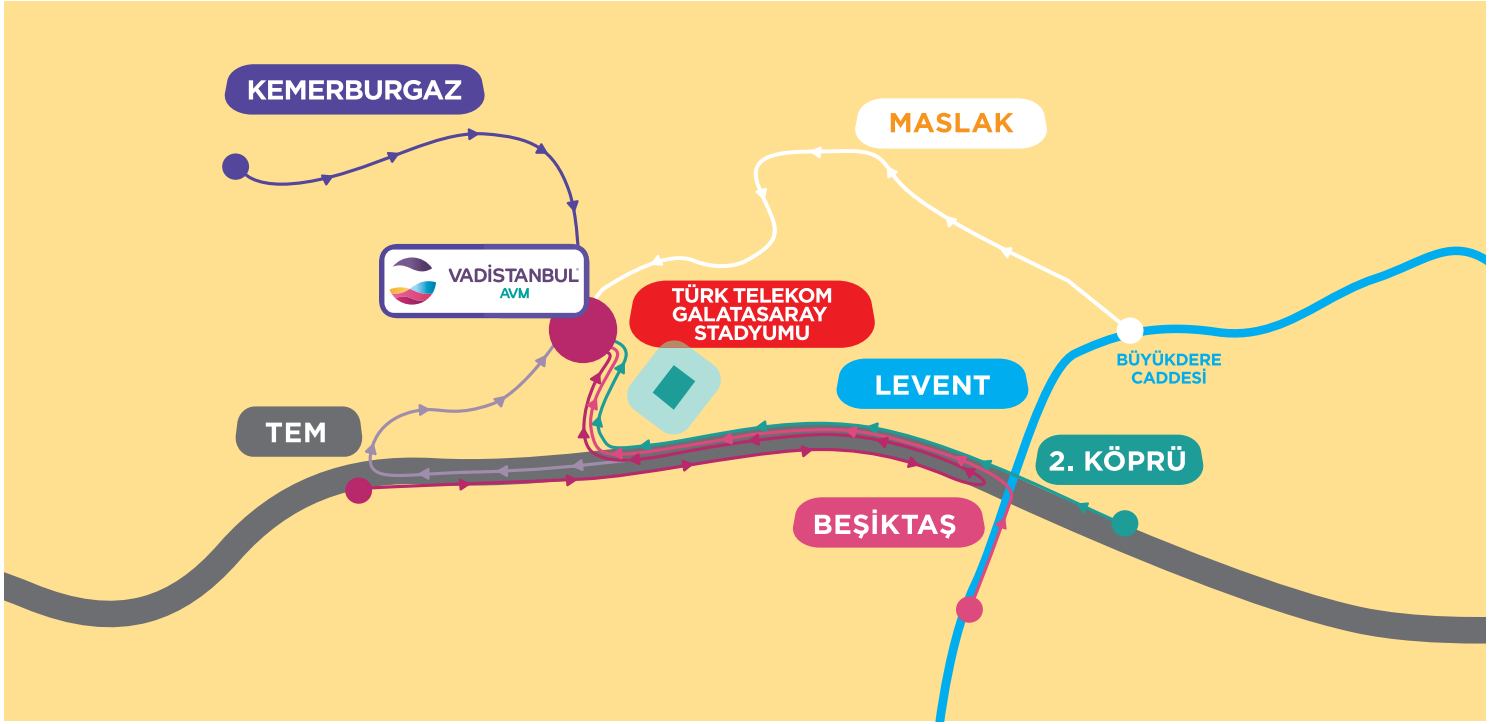 KEMERBURGAZ
MASLAK
VADİSTANBUL
AVM
TÜRK TELEKOM
GALATASARAY
STADYUMU
BÜYÜKDERE
CADDESİ
LEVENT
TEM
2. KÖPRÜ
BEŞİKTAŞ